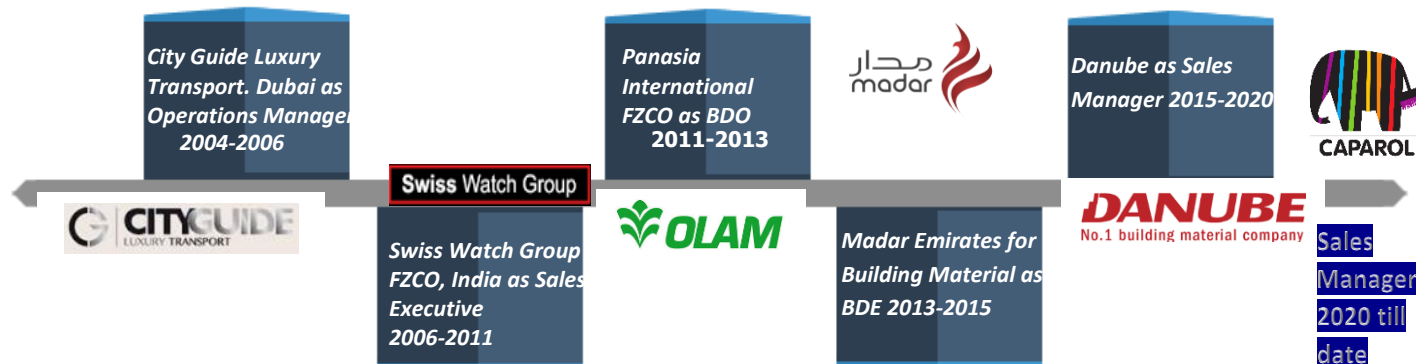 City Guide Luxury
Transport. Dubai as
Operations Manager
2004-2006
CITYGUIDE
LUXURY TRANSPORT
Swiss Watch Group
Swiss Watch Group
FZCO, India as Sales
Executive
2006-2011
Panasia
International
FZCO as BDO
2011-2013
OLAM
مدار
madar
Madar Emirates for
Building Material as
BDE 2013-2015
Danube as Sales
Manager 2015-2020
DANUBE
No.1 building material company
CAPAROL
Sales
Manager
2020 till
date